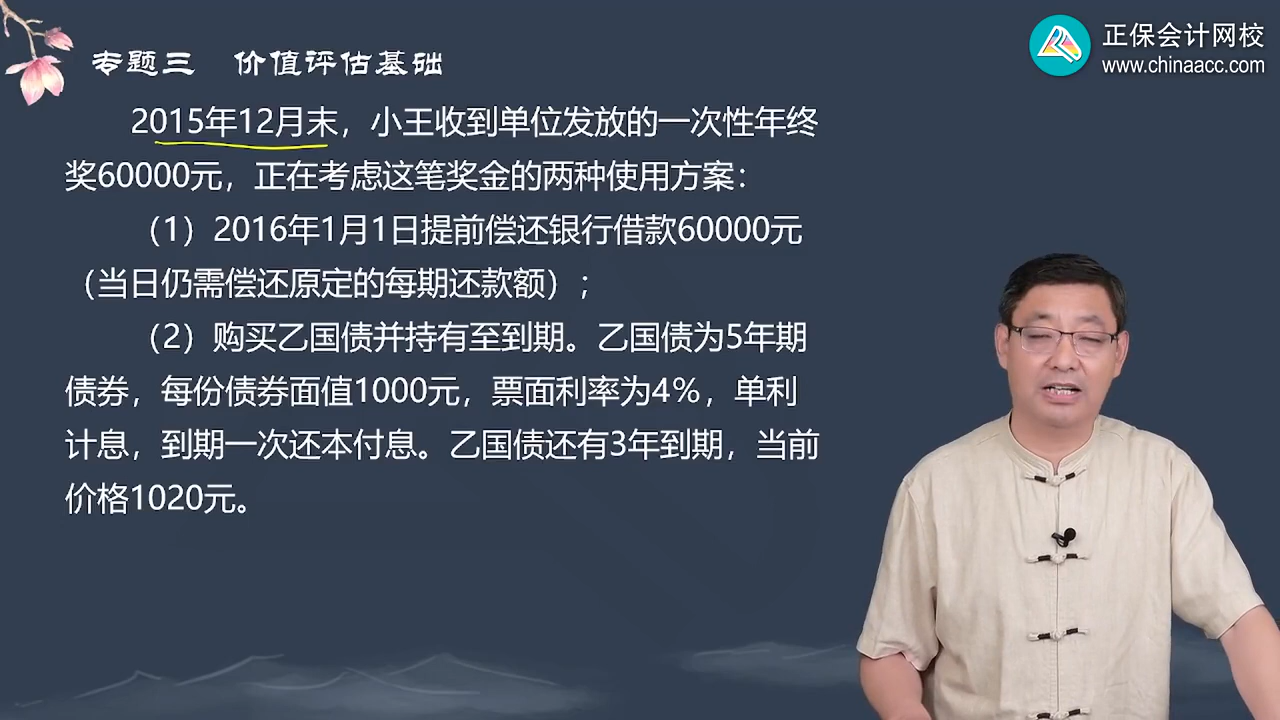 正保会计网校
www.chinaacc.com
专题三 价值评估基础
2015年12月末，小王收到单位发放的一次性年终
奖60000元，正在考虑这笔奖金的两种使用方案：
（1）2016年1月1日提前偿还银行借款60000元
（当日仍需偿还原定的每期还款额）；
（2）购买乙国债并持有至到期。乙国债为5年期
债券，每份债券面值1000元，票面利率为4%，单利
计息，到期一次还本付息。乙国债还有3年到期，当前
价格1020元。